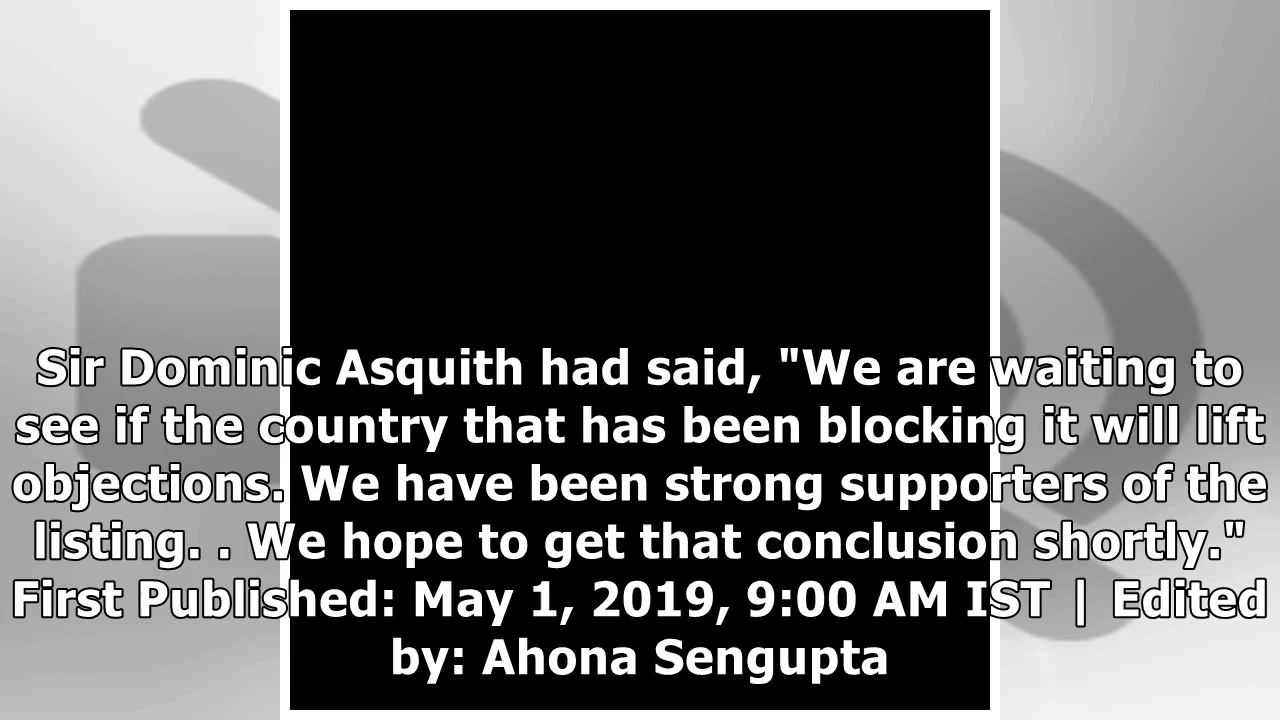 Sir Dominic Asquith had said, "We are waiting to
see if the country that has been blocking it will lift
objections. We have been strong supporters of the
listing. . We hope to get that conclusion shortly."
First Published: May 1, 2019, 9:00 AM IST | Edited
by: Ahona Sengupta